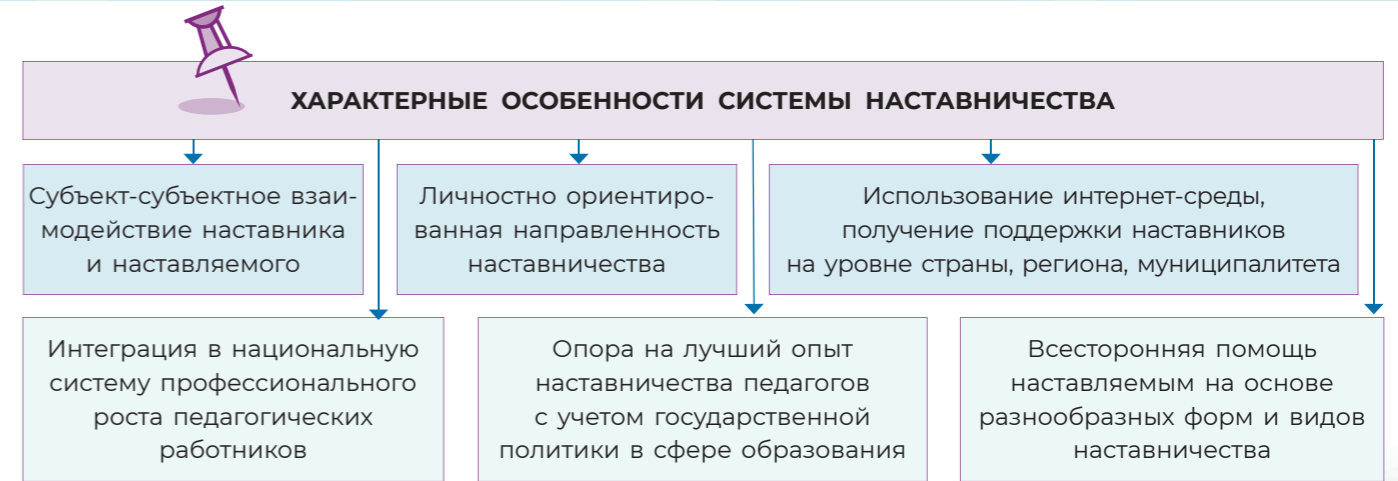 ХАРАКТЕРНЫЕ ОСОБЕННОСТИ СИСТЕМЫ НАСТАВНИЧЕСТВА
Субъект-субъектное взаи-
модействие наставника
и наставляемого
Личностно ориентиро-
ванная направленность
наставничества
Использование интернет-среды,
получение поддержки наставников
на уровне страны, региона, муниципалитета
Интеграция в национальную
систему профессионального
роста педагогических
работников
Опора на лучший опыт
наставничества педагогов
с учетом государственной
политики в сфере образования
Всесторонняя помощь
наставляемым на основе
разнообразных форм и видов
наставничества